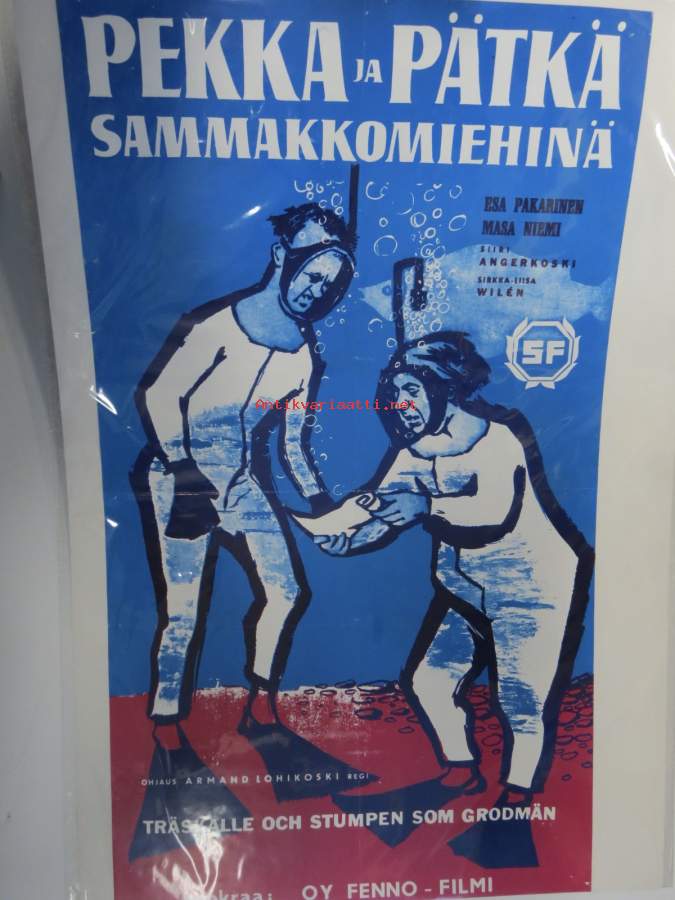 PEKKA JA PÄTKÄ
SAMMAKKOMIEHINÄ
ESA PAKARINEN
MASA NIEMI
SIIRI
ANGERKOSKI
SIRKKA-LIISA
WILÉN
SF
Antikvariaatti.net
OHJAUS ARMAND LOHIKOSKI REGI
TRÄSKALLE OCH STUMPEN SOM GRODMÄN
OY FENNO-FILMI